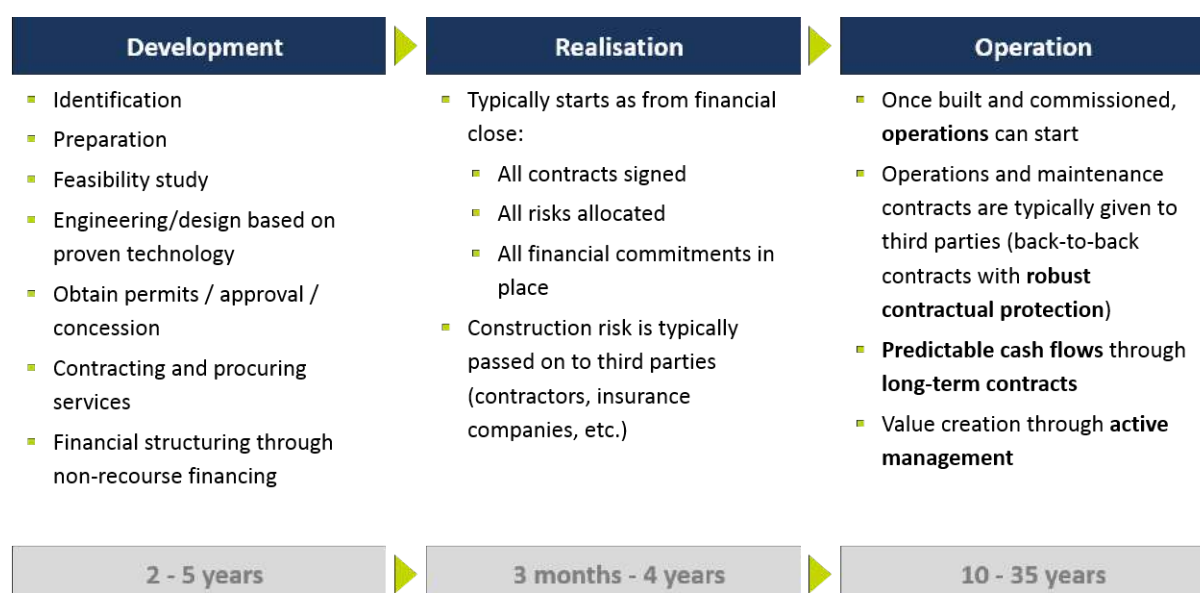 Development
Identification
Preparation
Feasibility study
Engineering/design based on
proven technology
Obtain permits / approval /
concession
Contracting and procuring
services
Financial structuring through
non-recourse financing
2 - 5 years
Realisation
Typically starts as from financial
close:
All contracts signed
All risks allocated
All financial commitments in
place
Construction risk is typically
passed on to third parties
(contractors, insurance
companies, etc.)
3 months - 4 years
Operation
Once built and commissioned,
operations can start
Operations and maintenance
contracts are typically given to
third parties (back-to-back
contracts with robust
contractual protection)
Predictable cash flows through
long-term contracts
Value creation through active
management
10 - 35 years